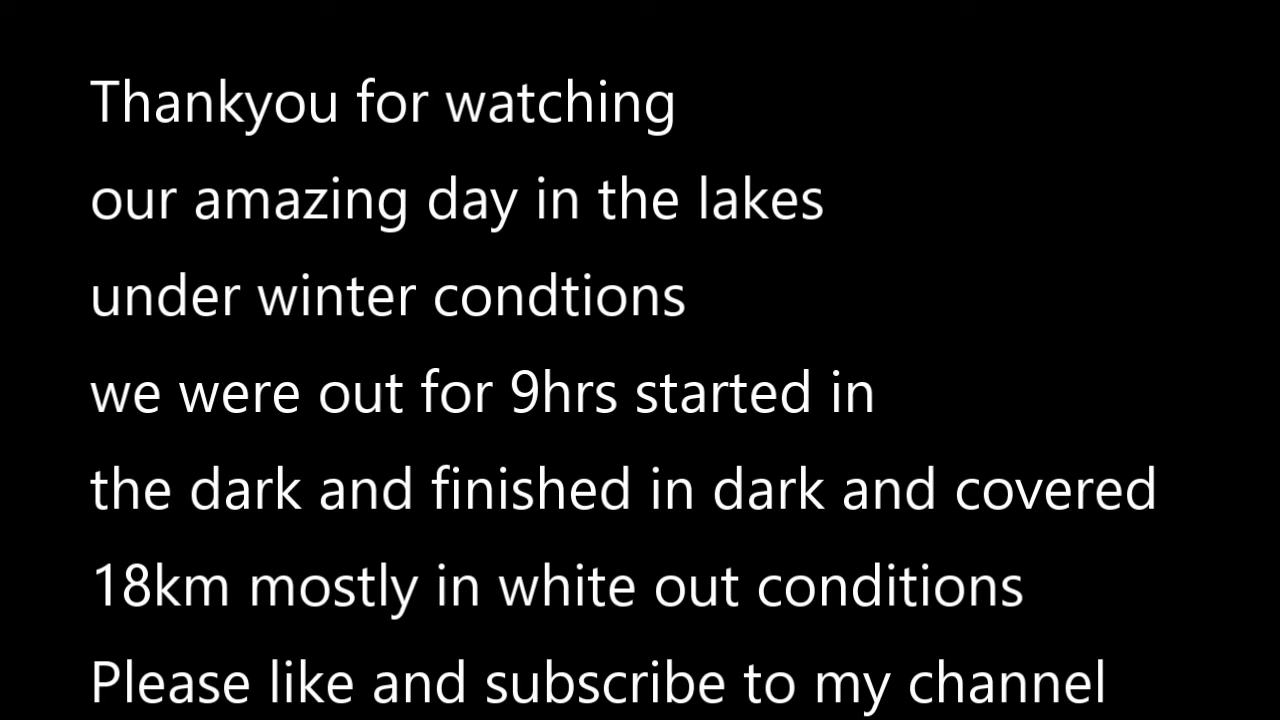 Thankyou for watching
our amazing day in the lakes
under winter condtions
we were out for 9hrs started in
the dark and finished in dark and covered
18km mostly in white out conditions
Please like and subscribe to my channel